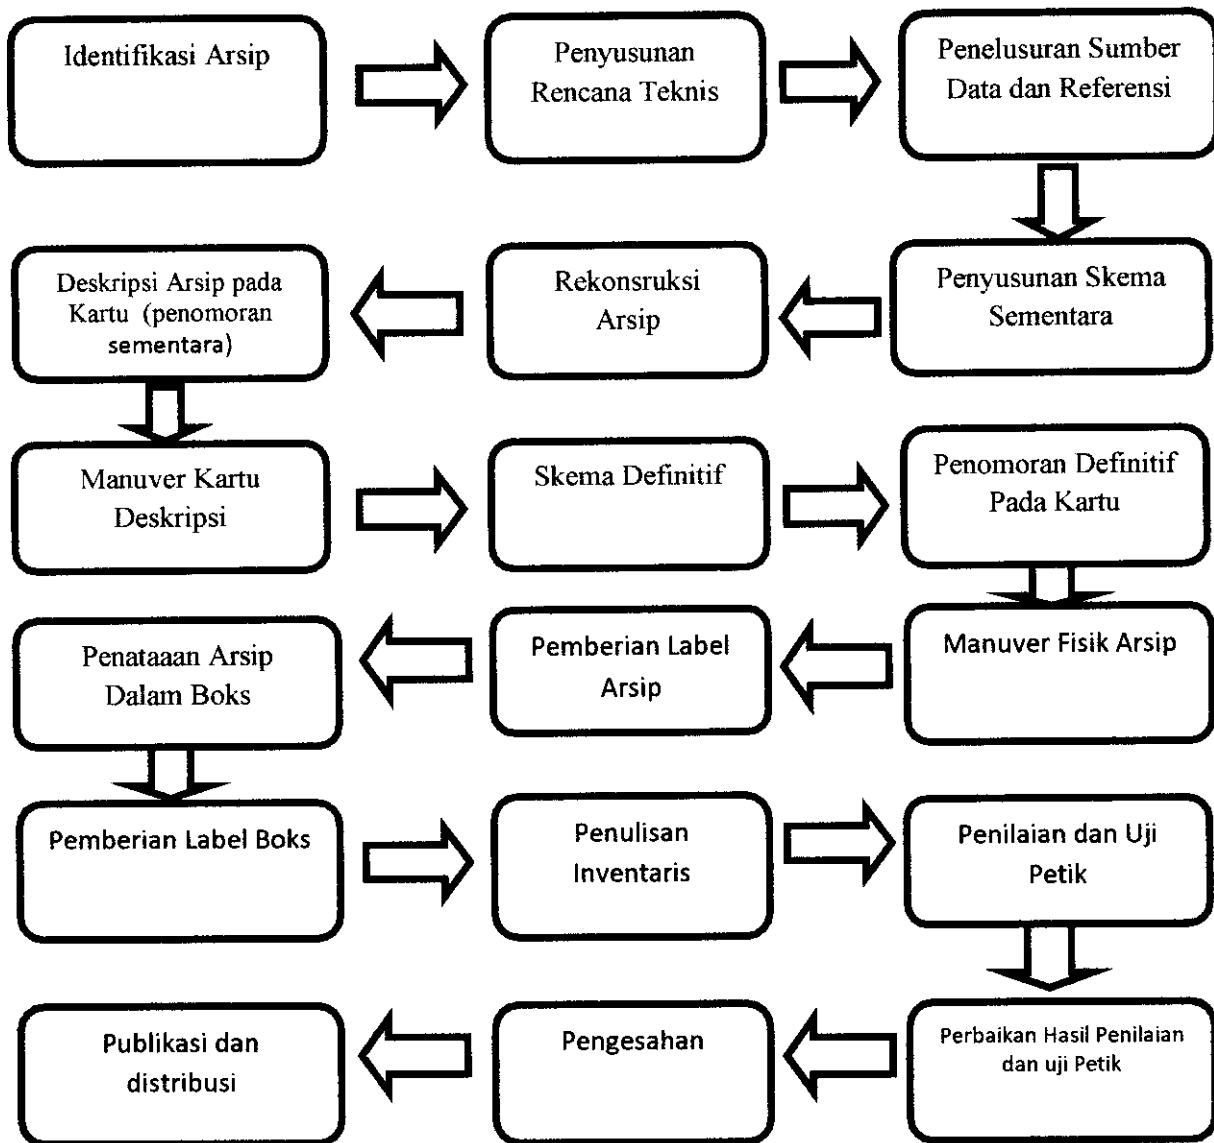 Identifikasi Arsip
Penyusunan
Rencana Teknis
Penelusuran Sumber
Data dan Referensi
Penyusunan Skema
Sementara
Rekonsruksi
Arsip
Deskripsi Arsip pada
Kartu (penomoran
sementara)
Manuver Kartu
Deskripsi
Skema Definitif
Penomoran Definitif
Pada Kartu
Manuver Fisik Arsip
Pemberian Label
Arsip
Penataaan Arsip
Dalam Boks
Pemberian Label Boks
Penulisan
Inventaris
Penilaian dan Uji
Petik
Perbaikan Hasil Penilaian
dan uji Petik
Pengesahan
Publikasi dan
distribusi